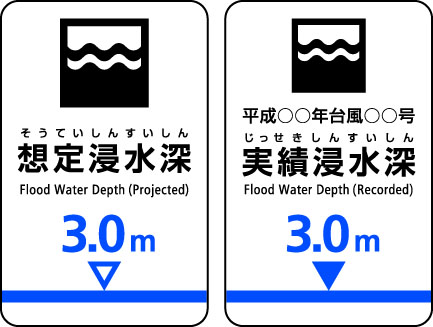 そうていしんすいしん
想定浸水深
Flood Water Depth (Projected)
3.0m
平成○○年台風○○号
じっせきしんすいしん
実績浸水深
Flood Water Depth (Recorded)
3.0m